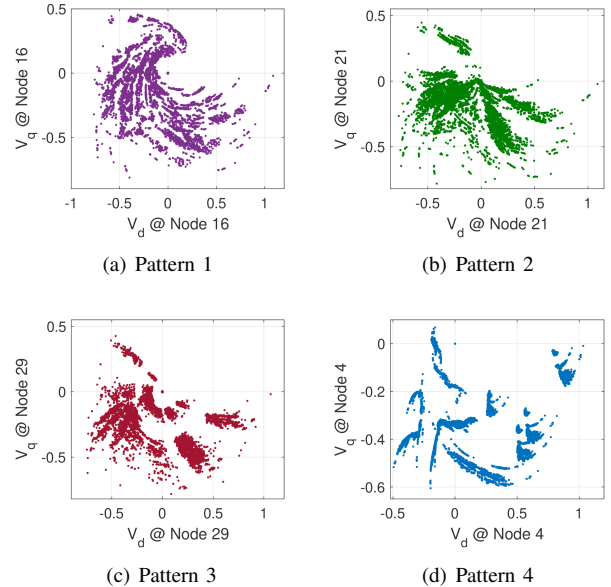 0.5
0
-0.5
V_q @ Node 16
-1 -0.5 0 0.5 1
V_d @ Node 16
(a) Pattern 1
0.5
0
-0.5
V_q @ Node 21
-0.5 0 0.5 1
V_d @ Node 21
(b) Pattern 2
0.5
0
-0.5
V_q @ Node 29
-0.5 0 0.5 1
V_d @ Node 29
(c) Pattern 3
0
-0.2
-0.4
-0.6
V_q @ Node 4
-0.5 0 0.5 1
V_d @ Node 4
(d) Pattern 4